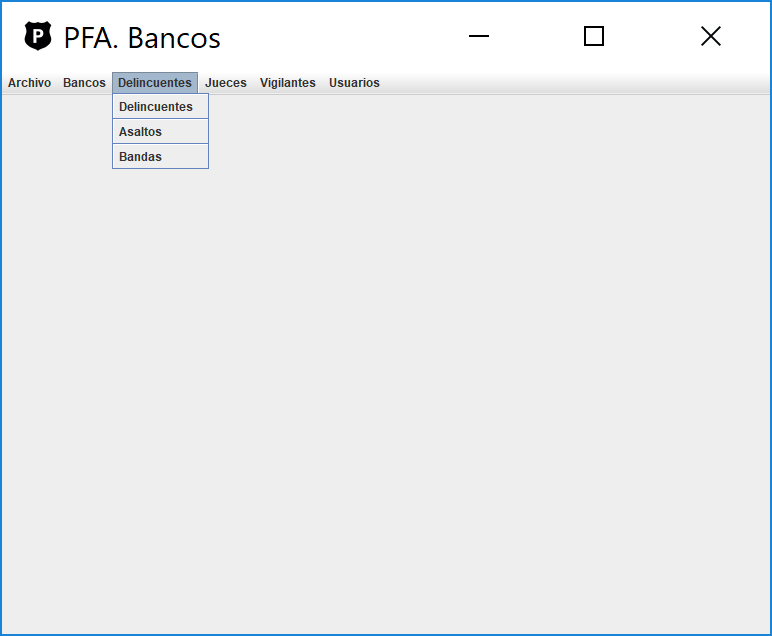 P PFA. Bancos
Archivo Bancos Delincuentes Jueces Vigilantes Usuarios
Delincuentes
Asaltos
Bandas